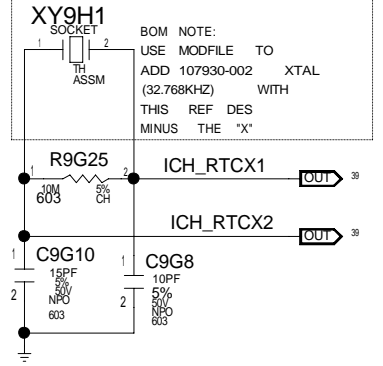 XY9H1
SOCKET
1 2
TH
ASSM
BOM NOTE:
USE MODFILE TO
ADD 107930-002 XTAL
(32.768KHZ) WITH
THIS REF DES
MINUS THE "X"
R9G25
1 2
10M 5%
603 CH
ICH_RTCX1
OUT 39
ICH_RTCX2
OUT 39
1 C9G10
15PF
5%
50V
2 NPO
603
1 C9G8
10PF
5%
2 50V
NPO
603